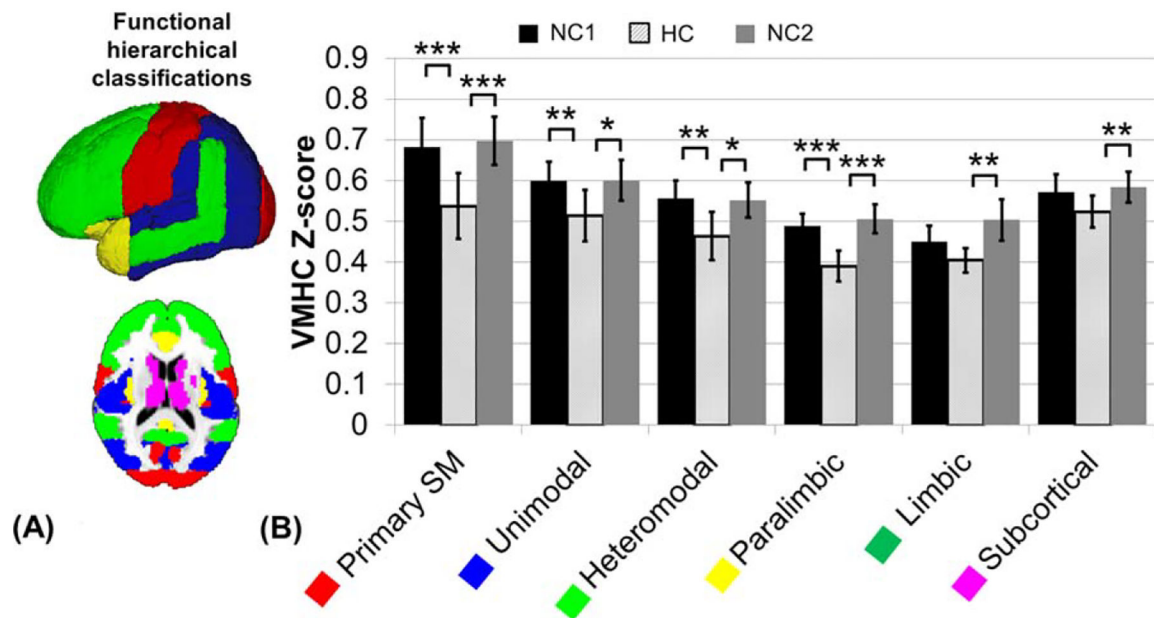 Functional
hierarchical
classifications
(A)
NC1 HC NC2
VMHC Z-score
0.9
0.8
0.7
0.6
0.5
0.4
0.3
0.2
0.1
0
*** ***
** *
** *
*** ***
**
**
Primary SM
Unimodal
Heteromodal
Paralimbic
Limbic
Subcortical
(B)